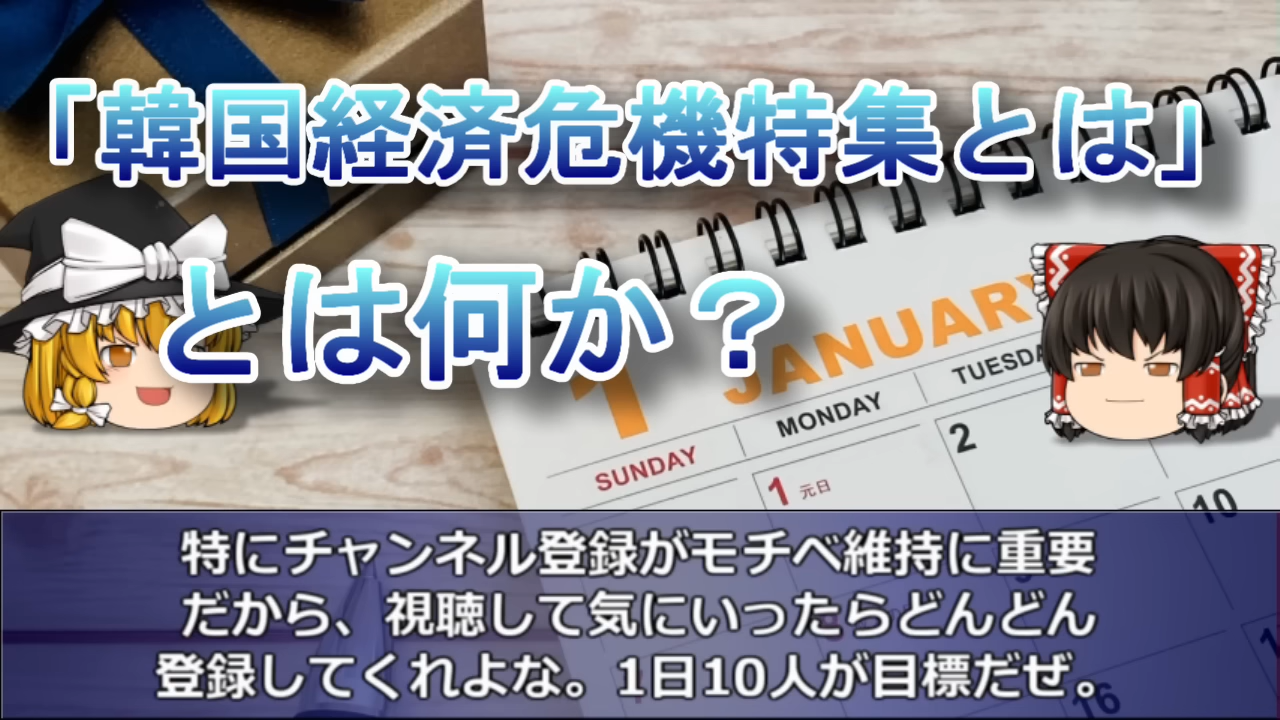 「韓国経済危機特集とは」
とは何か？
1 JANUARY
SUNDAY MONDAY TUESDA
1 元日
2
10
特にチャンネル登録がモチベ維持に重要
だから、視聴して気にいったらどんどん
登録してくれよな。1日10人が目標だぜ。
16